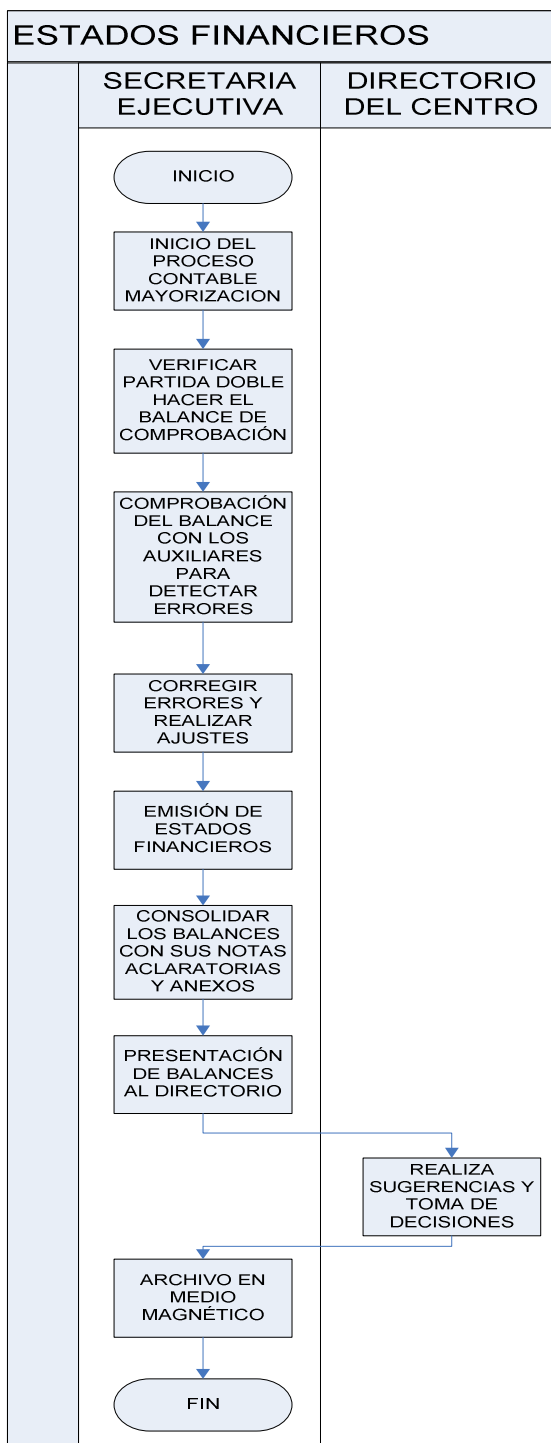 ESTADOS FINANCIEROS
SECRETARIA
EJECUTIVA
DIRECTORIO
DEL CENTRO
INICIO
INICIO DEL
PROCESO
CONTABLE
MAYORIZACION
VERIFICAR
PARTIDA DOBLE
HACER EL
BALANCE DE
COMPROBACIÓN
COMPROBACIÓN
DEL BALANCE
CON LOS
AUXILIARES
PARA
DETECTAR
ERRORES
CORREGIR
ERRORES Y
REALIZAR
AJUSTES
EMISIÓN DE
ESTADOS
FINANCIEROS
CONSOLIDAR
LOS BALANCES
CON SUS NOTAS
ACLARATORIAS
Y ANEXOS
PRESENTACIÓN
DE BALANCES
AL DIRECTORIO
REALIZA
SUGERENCIAS Y
TOMA DE
DECISIONES
ARCHIVO EN
MEDIO
MAGNÉTICO
FIN